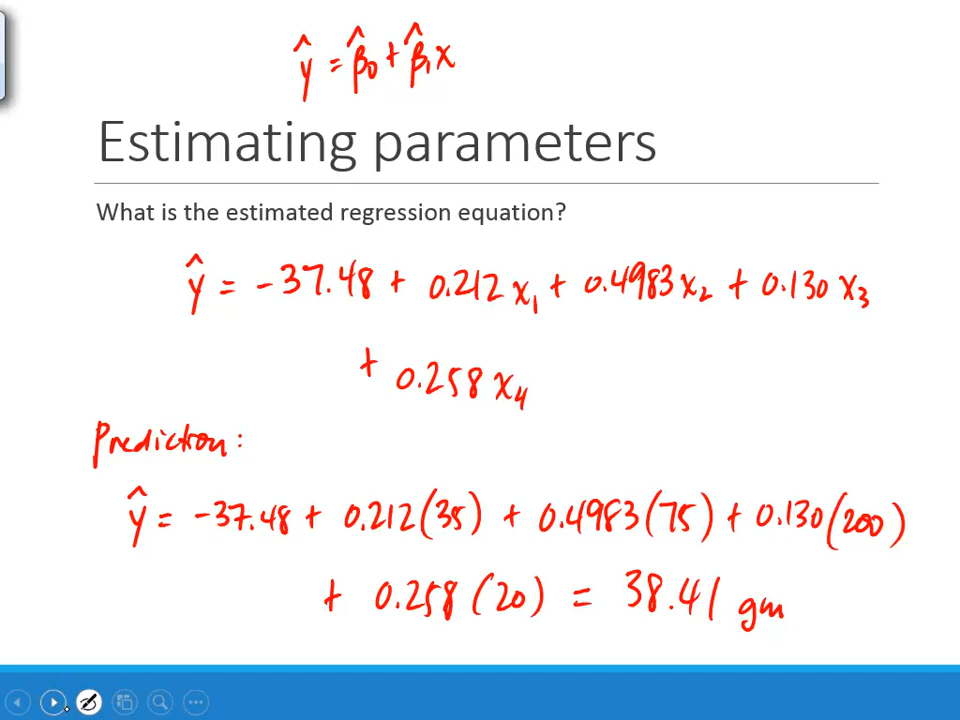 ŷ = β̂0 + β̂1x
Estimating parameters
What is the estimated regression equation?
ŷ = -37.48 + 0.212 x1 + 0.4983 x2 + 0.130 x3
+ 0.258 x4
Prediction:
ŷ = -37.48 + 0.212(35) + 0.4983(75) + 0.130(200)
+ 0.258(20) = 38.41 gm